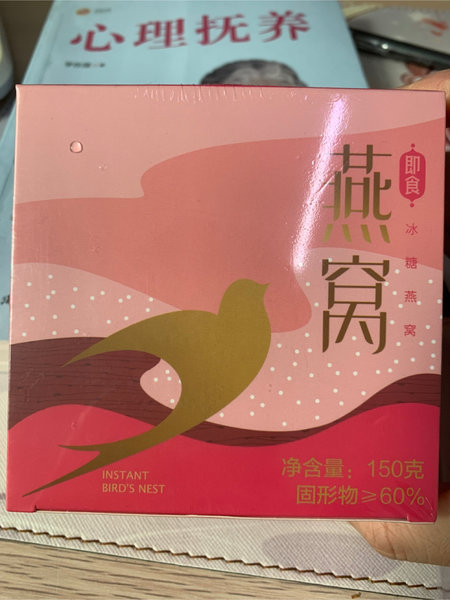 心理抚养
即食
燕窝
冰糖燕窝
INSTANT
BIRD'S NEST
净含量：150克
固形物≥60%